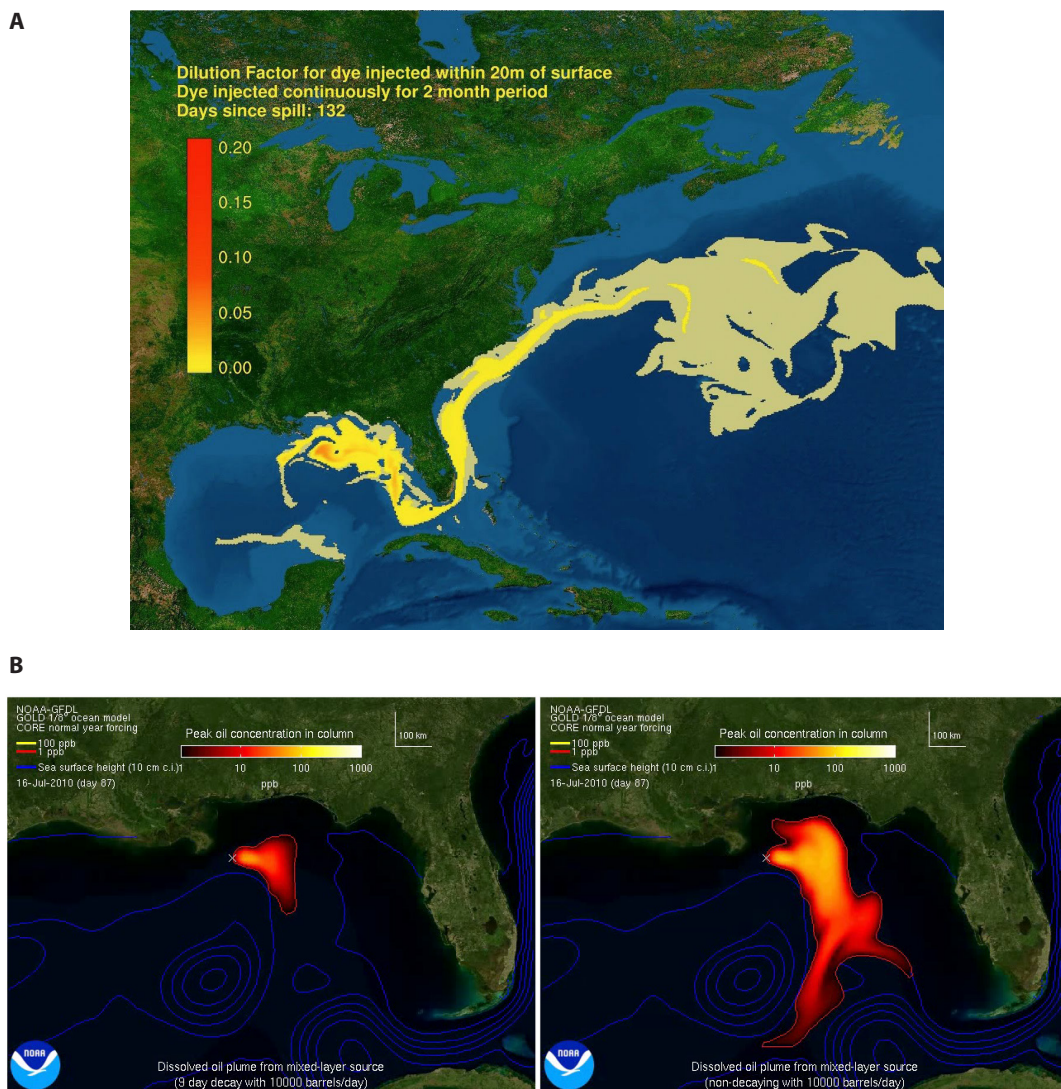 A
Dilution Factor for dye injected within 20m of surface
Dye injected continuously for 2 month period
Days since spill: 132
0.20
0.15
0.10
0.05
0.00
B
NOAA-GFDL
GOLD 1/8° ocean model
CORE normal year forcing
100 ppb
1 ppb
Sea surface height (10 cm c.i.)
16-Jul-2010 (day 87)
Peak oil concentration in column
1 10 100 1000
ppb
100 km
NOAA
Dissolved oil plume from mixed-layer source
(9 day decay with 10000 barrels/day)
NOAA-GFDL
GOLD 1/8° ocean model
CORE normal year forcing
100 ppb
1 ppb
Sea surface height (10 cm c.i.)
16-Jul-2010 (day 87)
Peak oil concentration in column
1 10 100 1000
ppb
100 km
NOAA
Dissolved oil plume from mixed-layer source
(non-decaying with 10000 barrels/day)